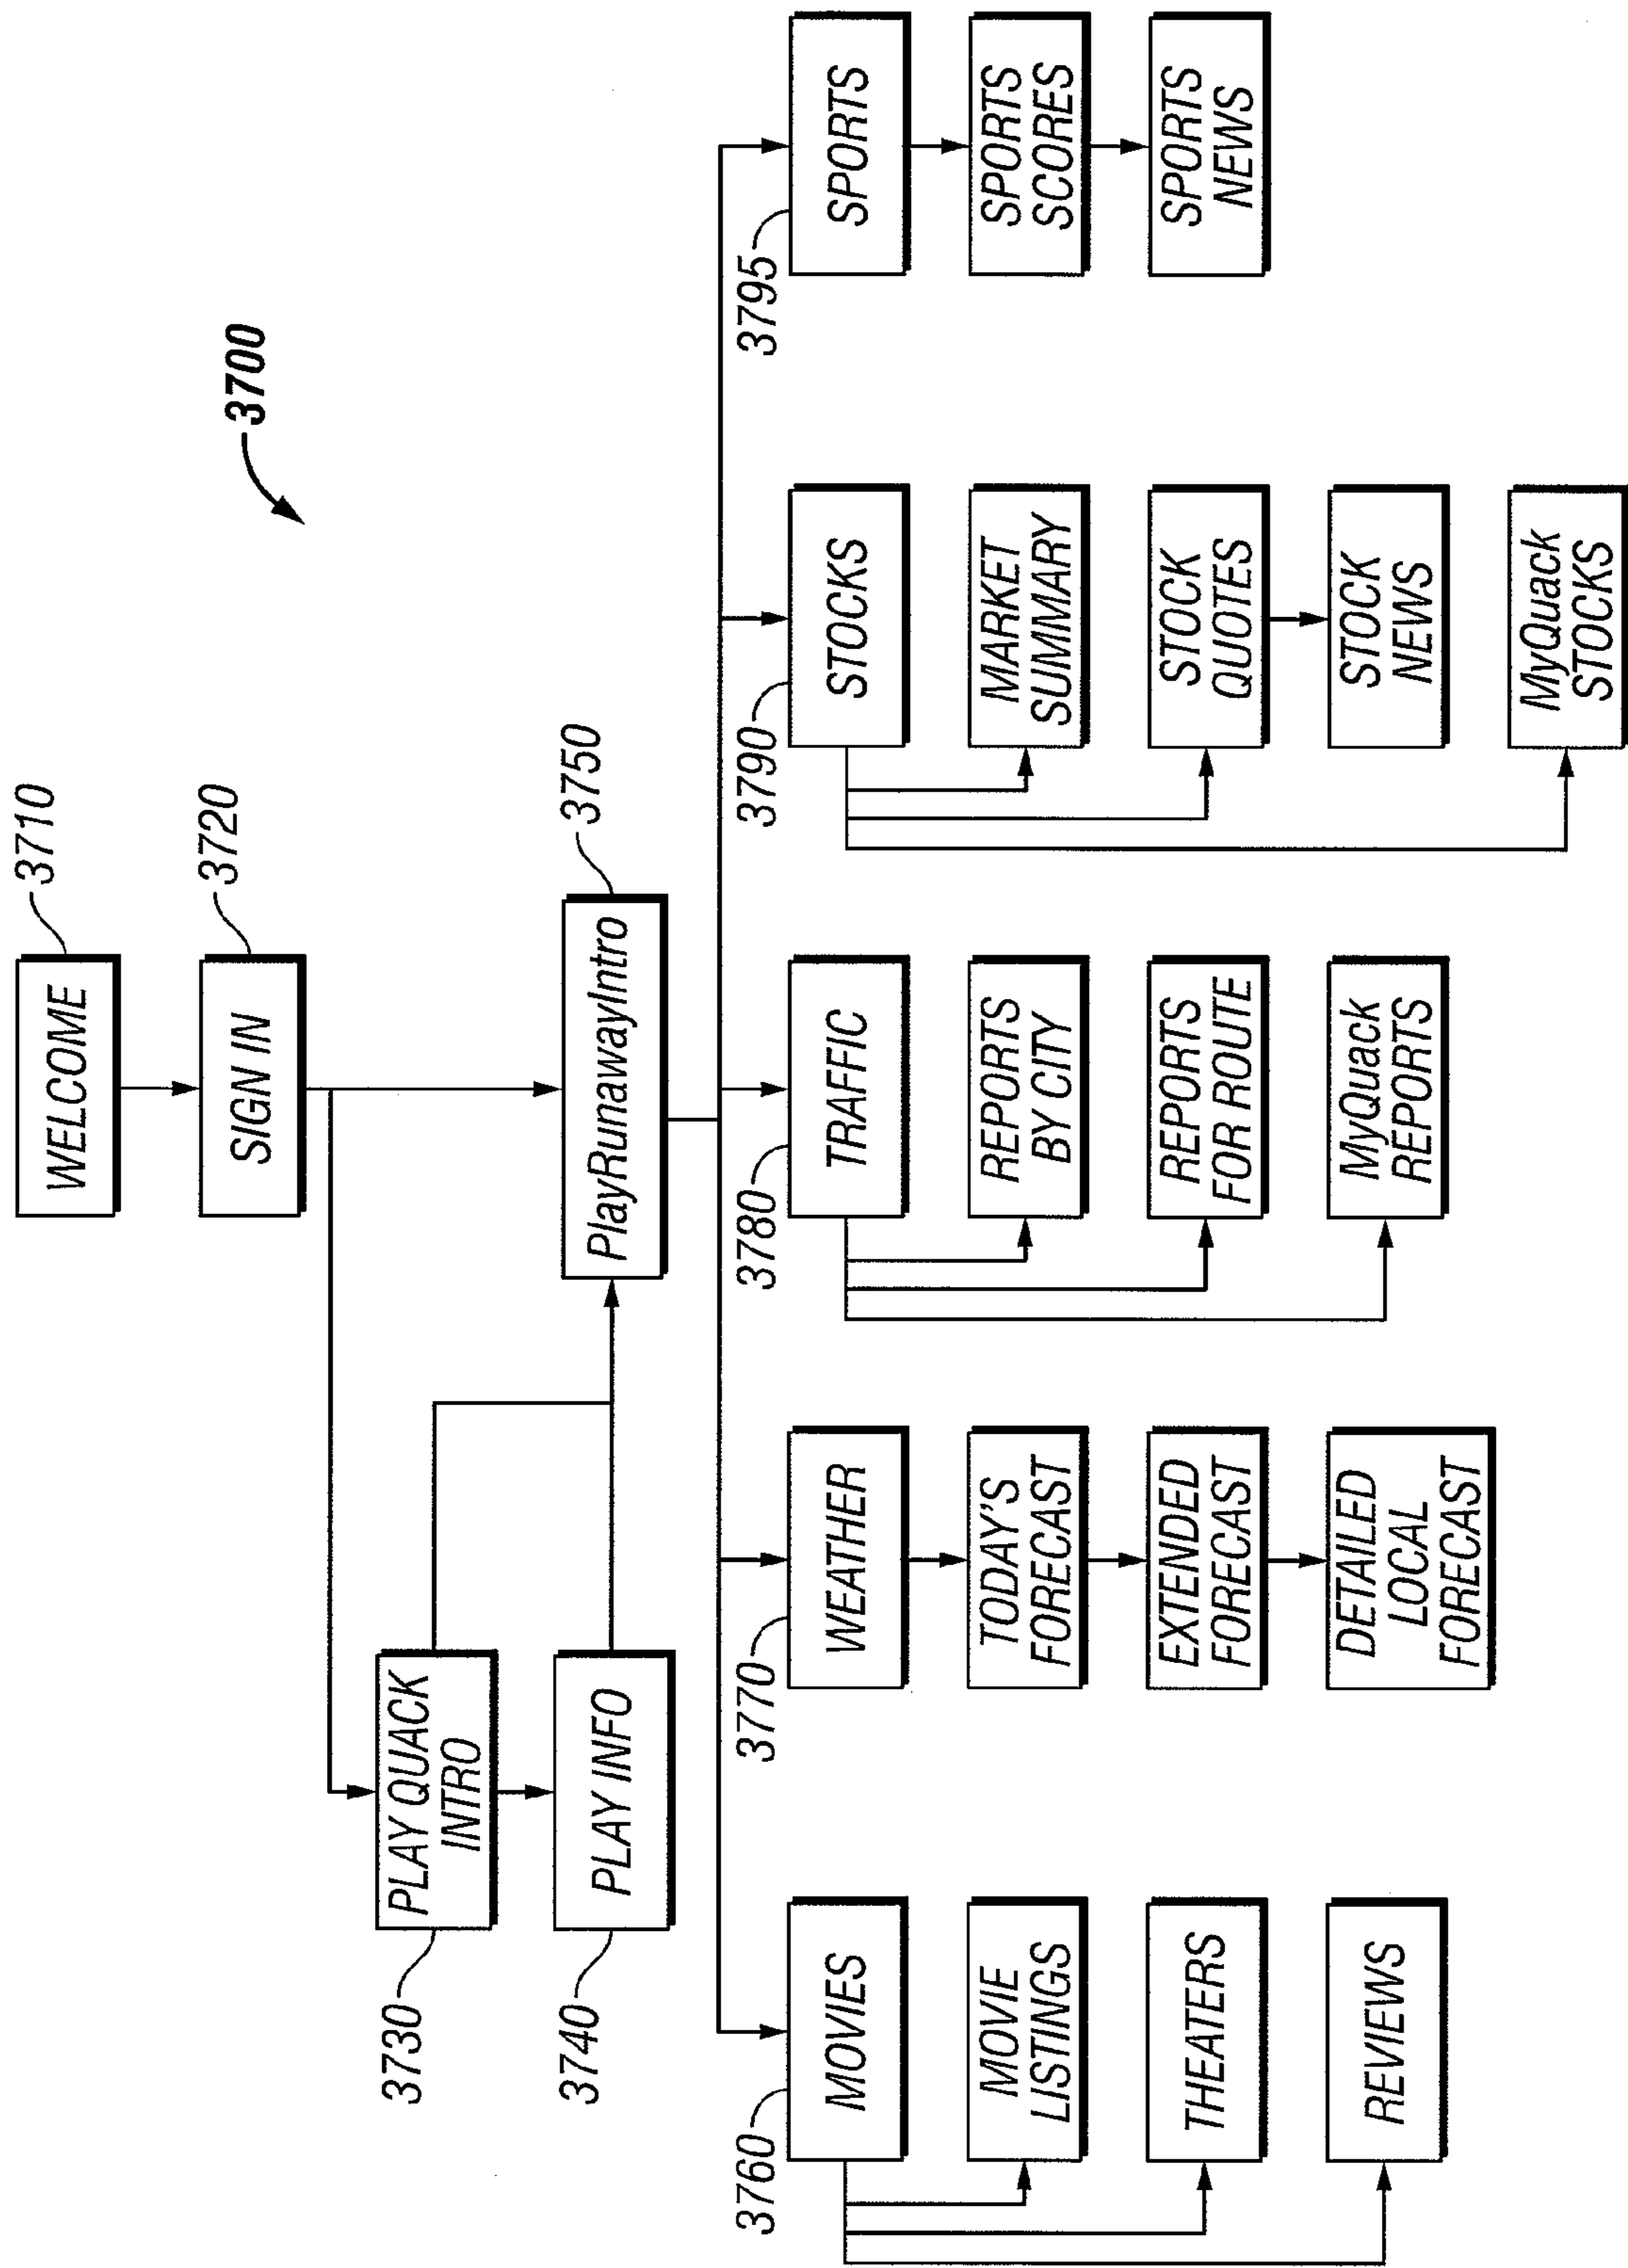 3700
WELCOME
3710
SIGN IN
3720
PLAY QUACK
INTRO
3730
PLAY INFO
3740
PlayRunawayIntro
3750
3760
MOVIES
MOVIE
LISTINGS
THEATERS
REVIEWS
3770
WEATHER
TODAY'S
FORECAST
EXTENDED
FORECAST
DETAILED
LOCAL
FORECAST
3780
TRAFFIC
REPORTS
BY CITY
REPORTS
FOR ROUTE
MyQuack
REPORTS
3790
STOCKS
MARKET
SUMMARY
STOCK
QUOTES
STOCK
NEWS
MyQuack
STOCKS
3795
SPORTS
SPORTS
SCORES
SPORTS
NEWS